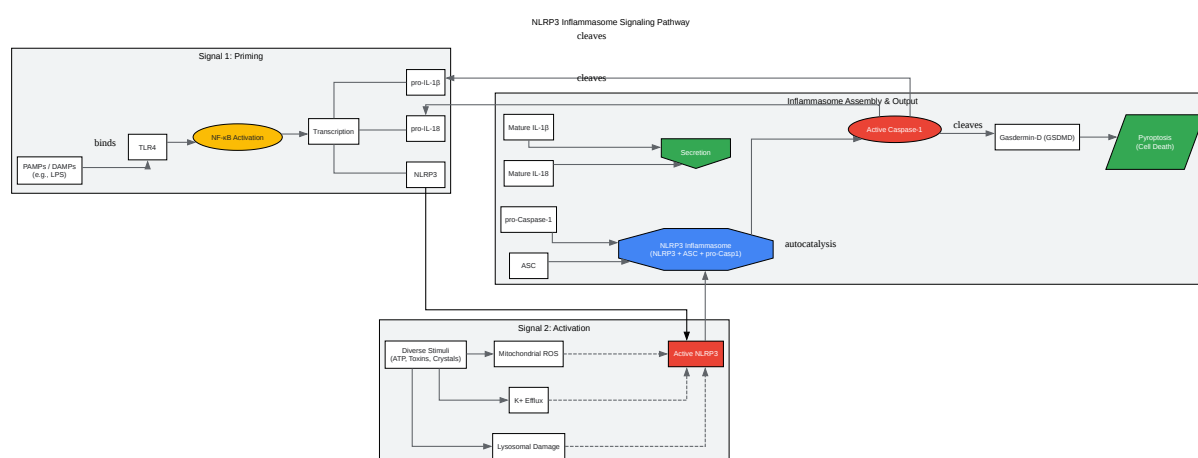 NLRP3 Inflammasome Signaling Pathway
cleaves
Signal 1: Priming
pro-IL-1β
cleaves
Inflammasome Assembly & Output
pro-IL-18
Mature IL-1β
Active Caspase-1
cleaves
Gasdermin-D (GSDMD)
Pyroptosis
(Cell Death)
NF-κB Activation
Transcription
binds
TLR4
Secretion
PAMPs / DAMPs
(e.g., LPS)
NLRP3
Mature IL-18
pro-Caspase-1
NLRP3 Inflammasome
(NLRP3 + ASC + pro-Casp1)
autocatalysis
ASC
Signal 2: Activation
Diverse Stimuli
(ATP, Toxins, Crystals)
Mitochondrial ROS
Active NLRP3
K+ Efflux
Lysosomal Damage